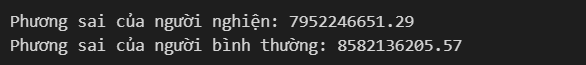 Phương sai của người nghiện: 7952246651.29
Phương sai của người bình thường: 8582136205.57